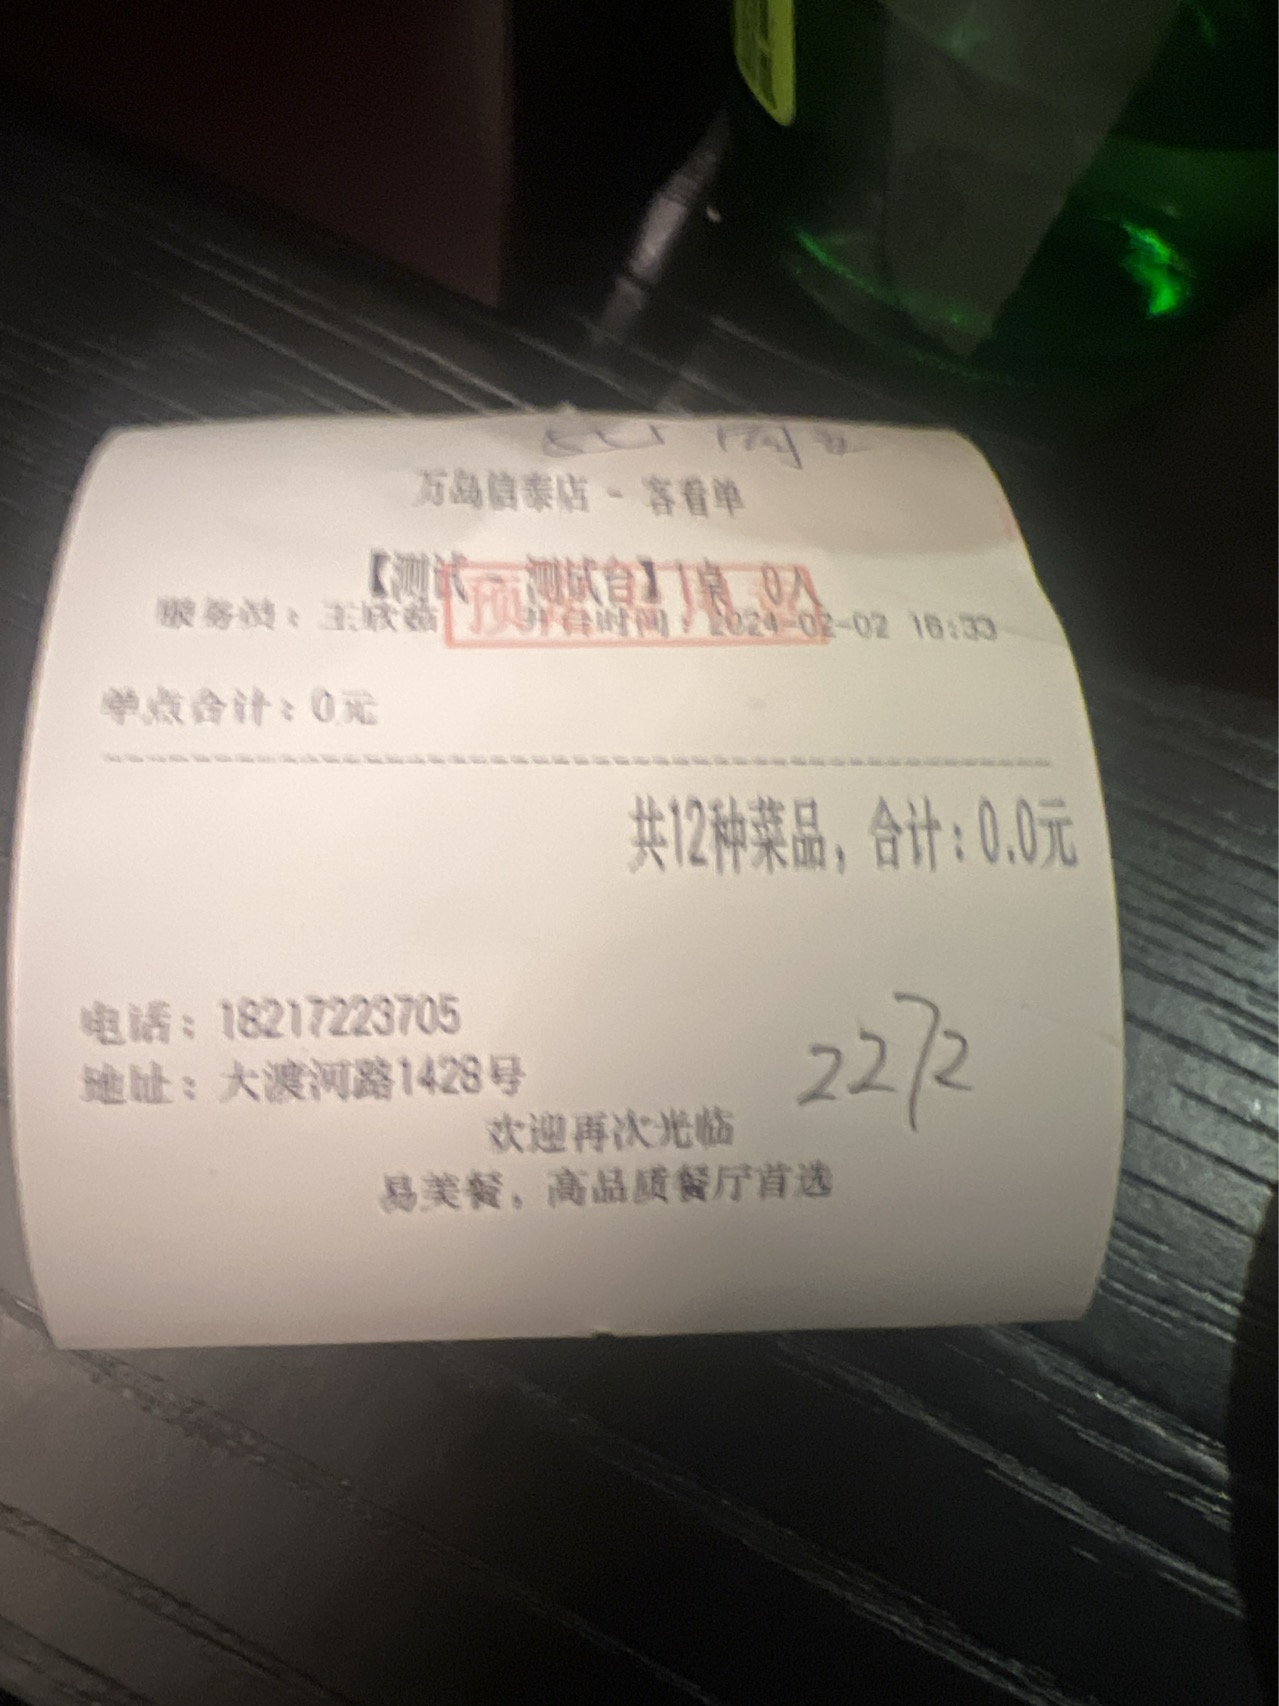 万岛信泰店 - 客看单
【测试 - 测试台】1桌 0人
服务员：王欣茹 开台时间：2024-02-02 16:33
单点合计：0元
共12种菜品，合计：0.0元
电话：18217223705
地址：大渡河路1428号
2272
欢迎再次光临
易美餐，高品质餐厅首选